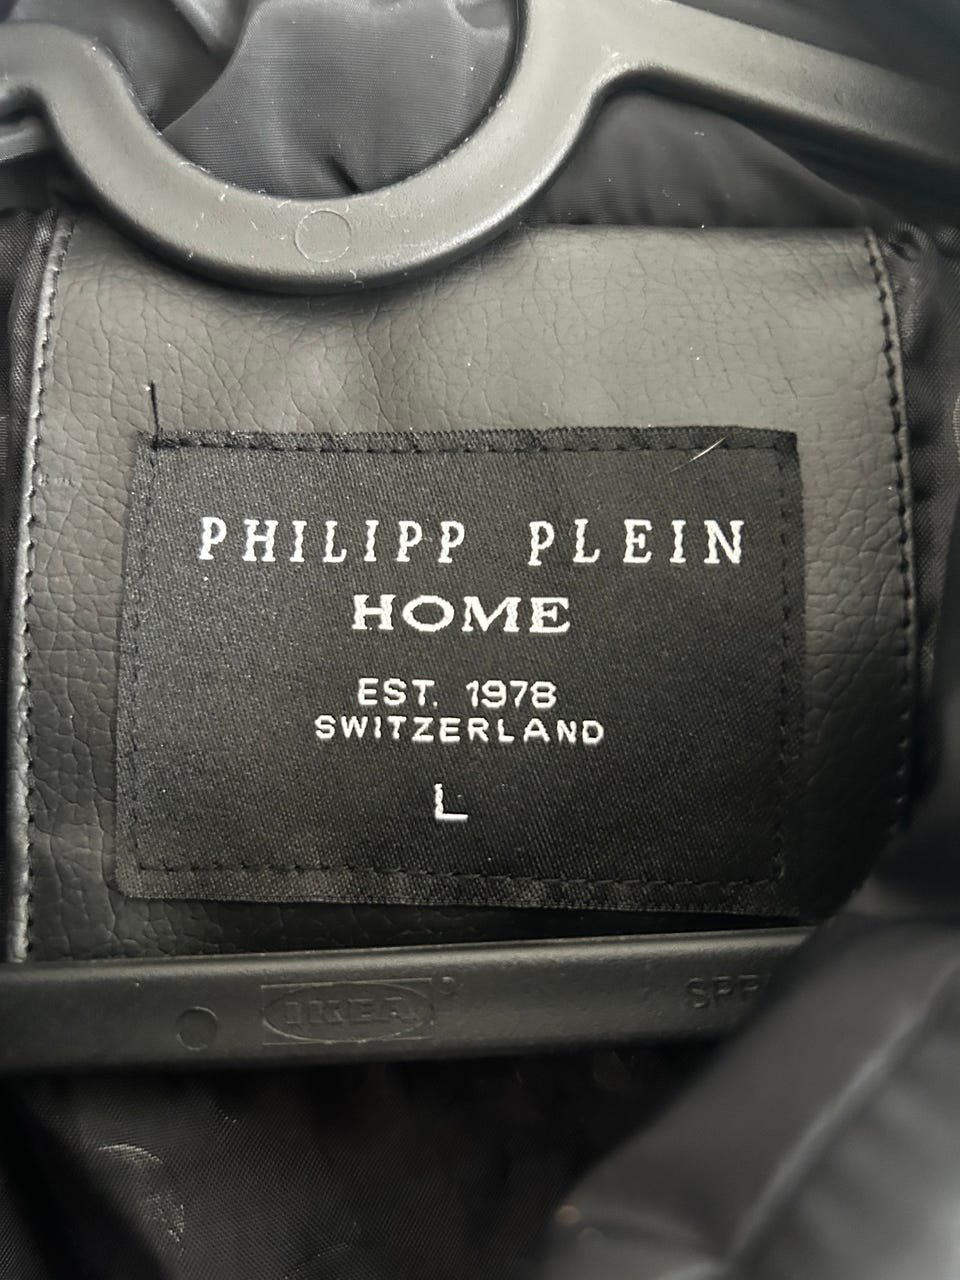 PHILIPP PLEIN
HOME
EST. 1978
SWITZERLAND
L
IKEA